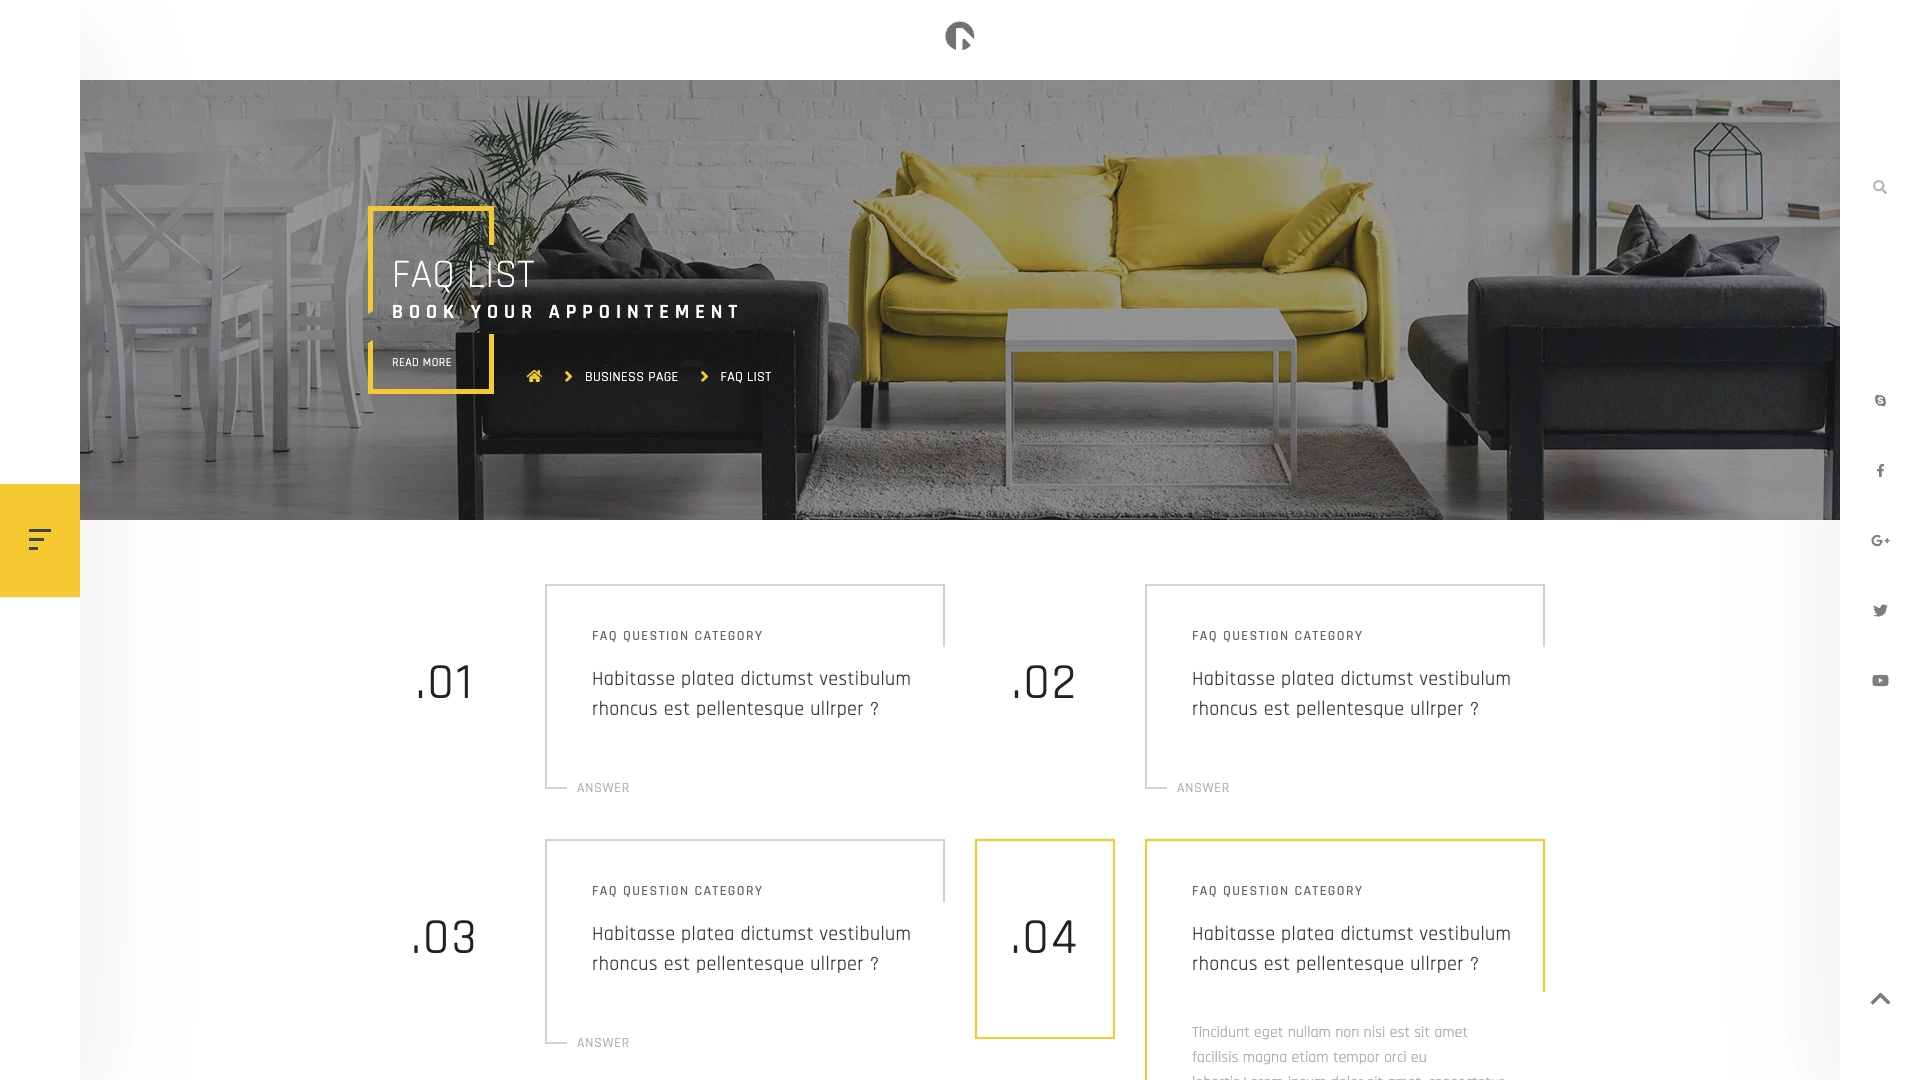 FAQ LIST
BOOK YOUR APPOINTEMENT
READ MORE
BUSINESS PAGE
FAQ LIST
.01
FAQ QUESTION CATEGORY
Habitasse platea dictumst vestibulum
rhoncus est pellentesque ullrper ?
ANSWER
.02
FAQ QUESTION CATEGORY
Habitasse platea dictumst vestibulum
rhoncus est pellentesque ullrper ?
ANSWER
.03
FAQ QUESTION CATEGORY
Habitasse platea dictumst vestibulum
rhoncus est pellentesque ullrper ?
ANSWER
.04
FAQ QUESTION CATEGORY
Habitasse platea dictumst vestibulum
rhoncus est pellentesque ullrper ?
Tincidunt eget nullam non nisi est sit amet
facilisis magna etiam tempor orci eu